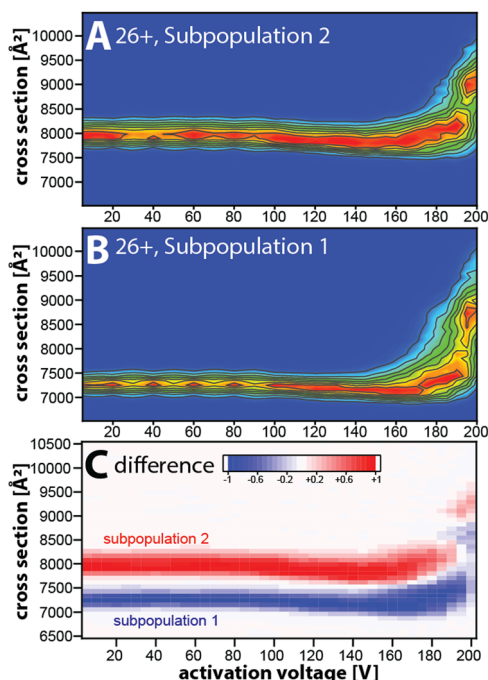 A 26+, Subpopulation 2
cross section [Å²]
10000
9500
9000
8500
8000
7500
7000
20 40 60 80 100 120 140 160 180 200
B 26+, Subpopulation 1
cross section [Å²]
10000
9500
9000
8500
8000
7500
7000
20 40 60 80 100 120 140 160 180 200
C difference
-1 -0.6 -0.2 +0.2 +0.6 +1
cross section [Å²]
10500
10000
9500
9000
8500
8000
7500
7000
6500
subpopulation 2
subpopulation 1
20 40 60 80 100 120 140 160 180 200
activation voltage [V]